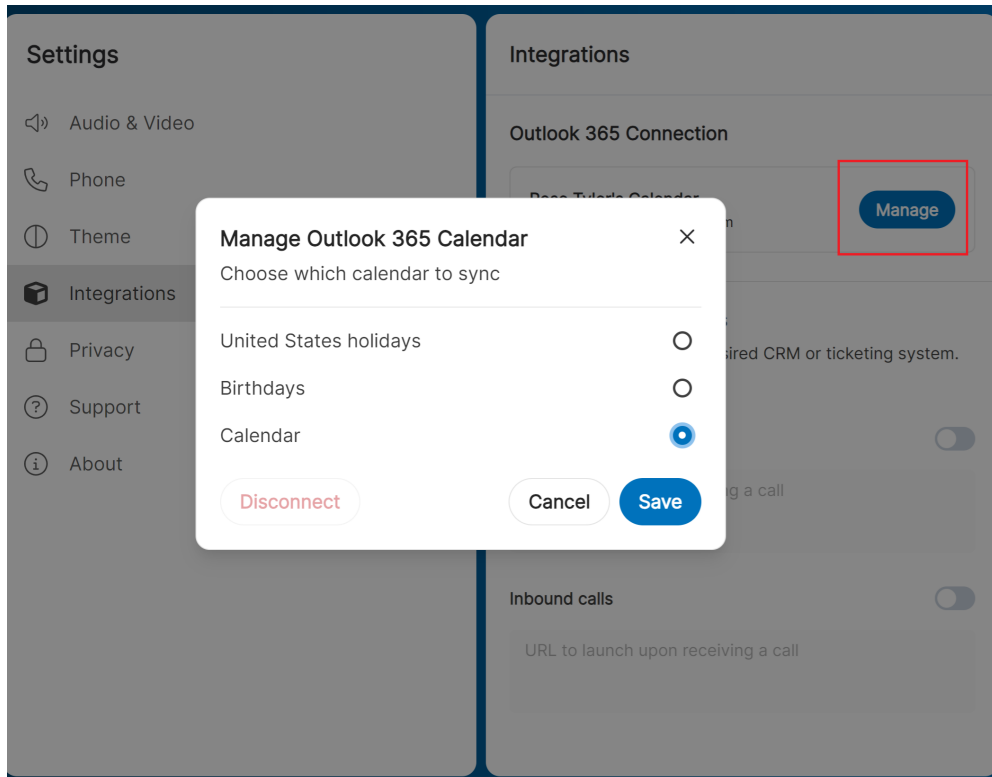 Settings
Audio & Video
Phone
Theme
Integrations
Privacy
Support
About
Integrations
Outlook 365 Connection
Manage
ired CRM or ticketing system.
g a call
Inbound calls
URL to launch upon receiving a call
Manage Outlook 365 Calendar
Choose which calendar to sync
United States holidays
Birthdays
Calendar
Disconnect
Cancel
Save